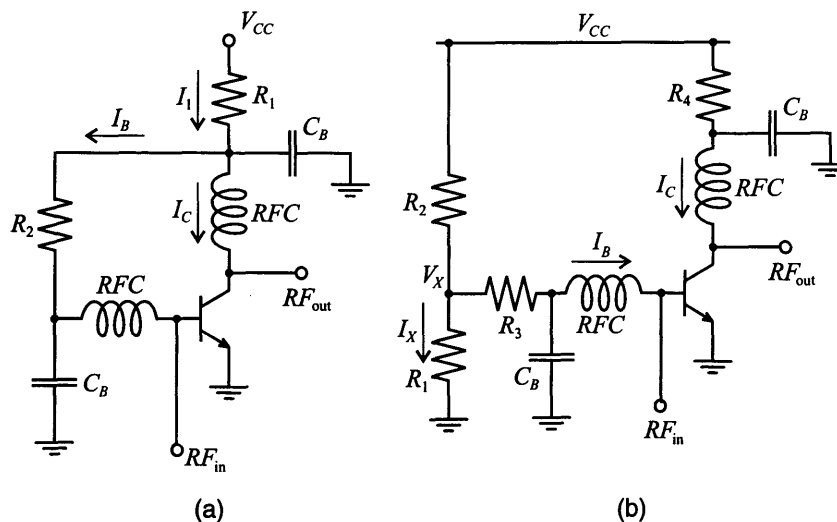 V_CC
I_1
R_1
I_B
C_B
R_2
I_C
RFC
RFC
RF_out
C_B
RF_in
(a)
V_CC
R_4
C_B
I_C
RFC
R_2
I_B
V_X
RFC
RF_out
R_3
I_X
R_1
C_B
RF_in
(b)